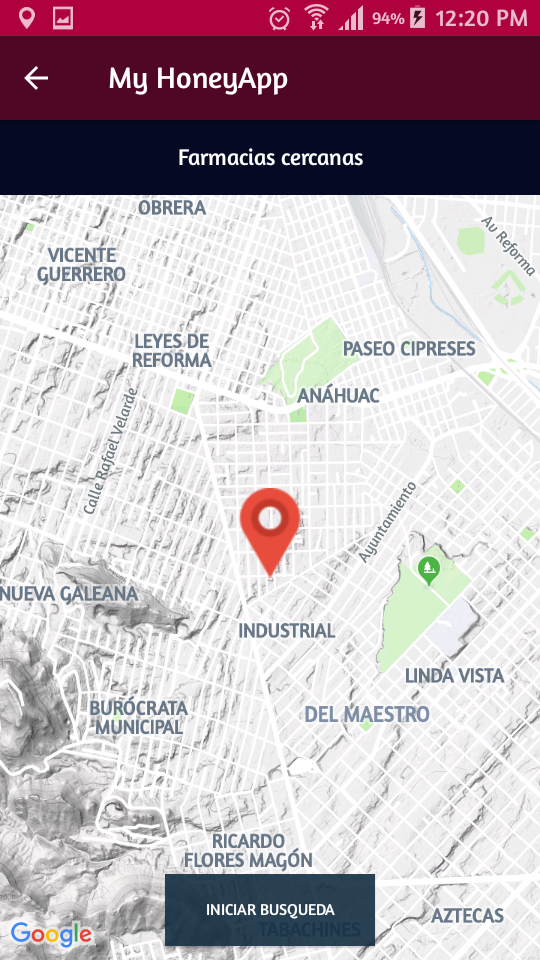 94%
12:20 PM
My HoneyApp
Farmacias cercanas
OBRERA
Av Reforma
VICENTE
GUERRERO
LEYES DE
REFORMA
PASEO CIPRESES
ANÁHUAC
Calle Rafael Velarde
Ayuntamiento
NUEVA GALEANA
INDUSTRIAL
LINDA VISTA
BURÓCRATA
MUNICIPAL
DEL MAESTRO
RICARDO
FLORES MAGÓN
INICIAR BUSQUEDA
AZTECAS
TABACHINES
Google